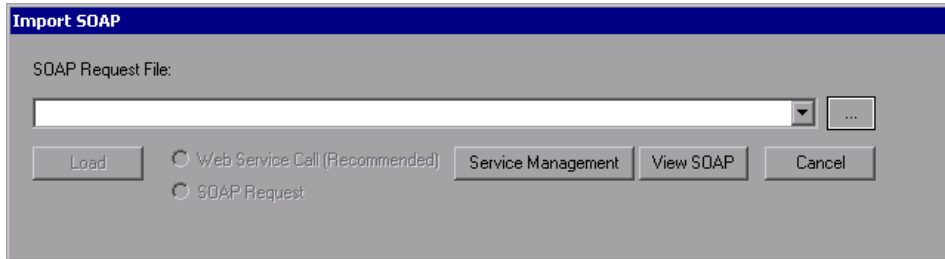 Import SOAP
SOAP Request File:
...
Load
Web Service Call (Recommended)
Service Management
View SOAP
Cancel
SOAP Request